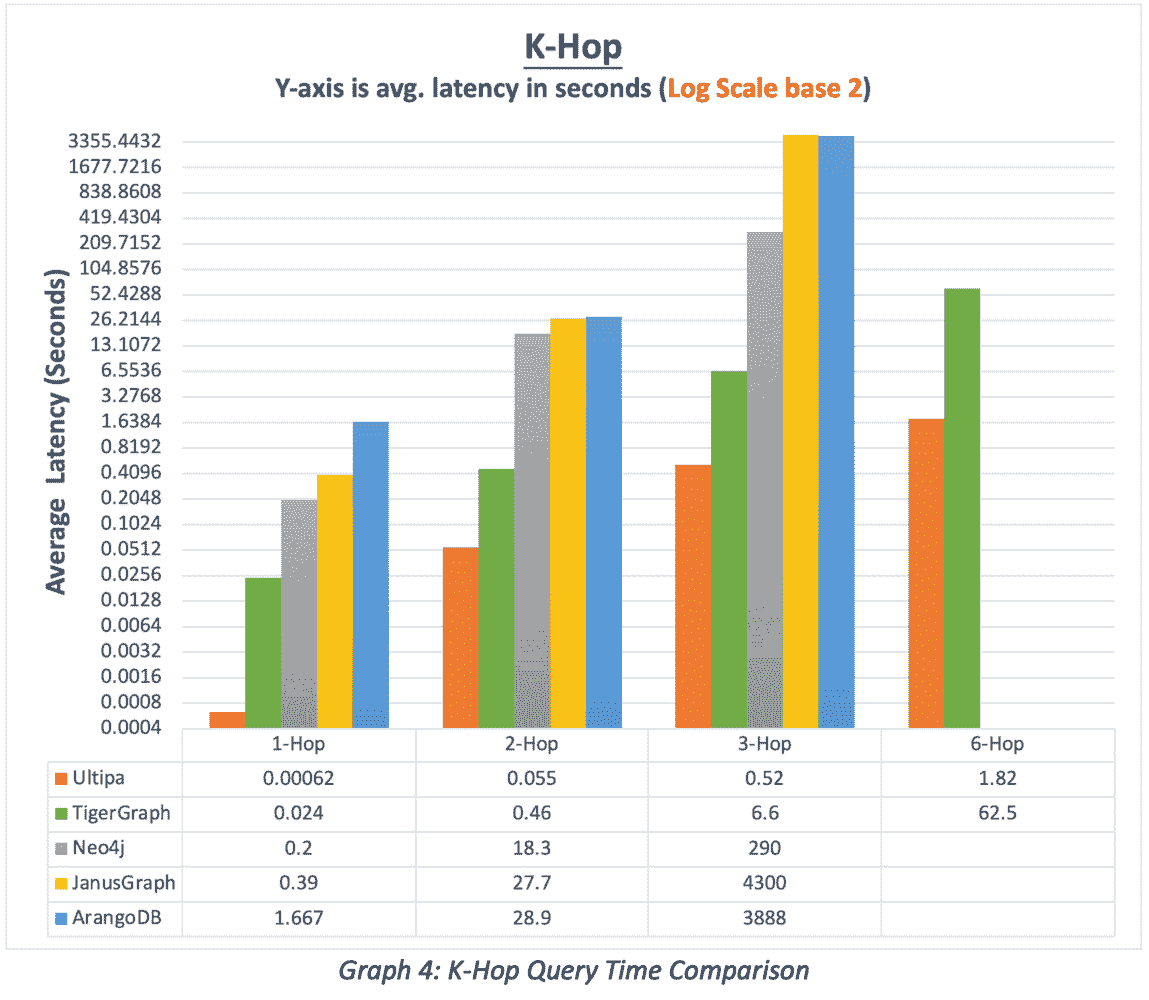 K-Hop
Y-axis is avg. latency in seconds (Log Scale base 2)
Average Latency (Seconds)
3355.4432
1677.7216
838.8608
419.4304
209.7152
104.8576
52.4288
26.2144
13.1072
6.5536
3.2768
1.6384
0.8192
0.4096
0.2048
0.1024
0.0512
0.0256
0.0128
0.0064
0.0032
0.0016
0.0008
0.0004
1-Hop 2-Hop 3-Hop 6-Hop
Ultipa 0.00062 0.055 0.52 1.82
TigerGraph 0.024 0.46 6.6 62.5
Neo4j 0.2 18.3 290
JanusGraph 0.39 27.7 4300
ArangoDB 1.667 28.9 3888
Graph 4: K-Hop Query Time Comparison